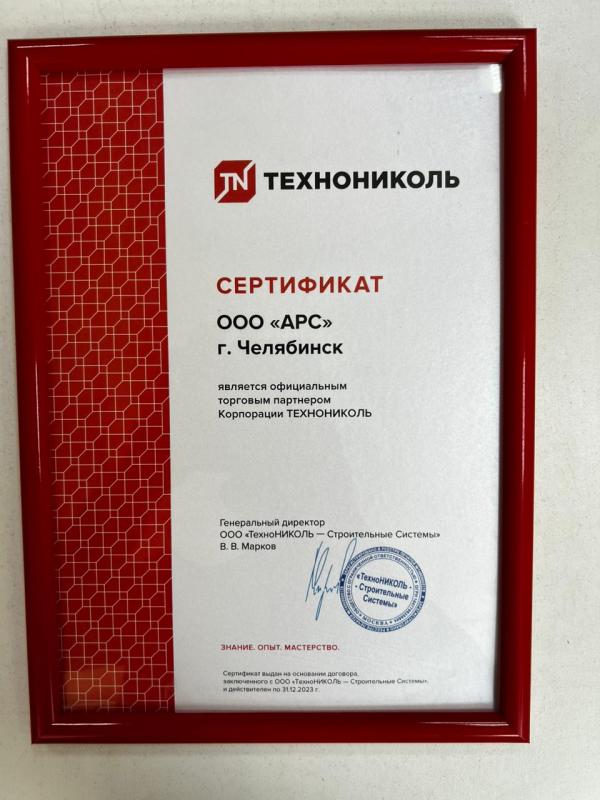 TN ТЕХНОНИКОЛЬ
СЕРТИФИКАТ
ООО «АРС»
г. Челябинск
является официальным
торговым партнером
Корпорации ТЕХНОНИКОЛЬ
Генеральный директор
ООО «ТехноНИКОЛЬ — Строительные Системы»
В. В. Марков
«ТехноНИКОЛЬ
- Строительные
Системы»
МОСКВА
ЗНАНИЕ. ОПЫТ. МАСТЕРСТВО.
Сертификат выдан на основании договора,
заключенного с ООО «ТехноНИКОЛЬ — Строительные Системы»,
и действителен по 31.12.2023 г.